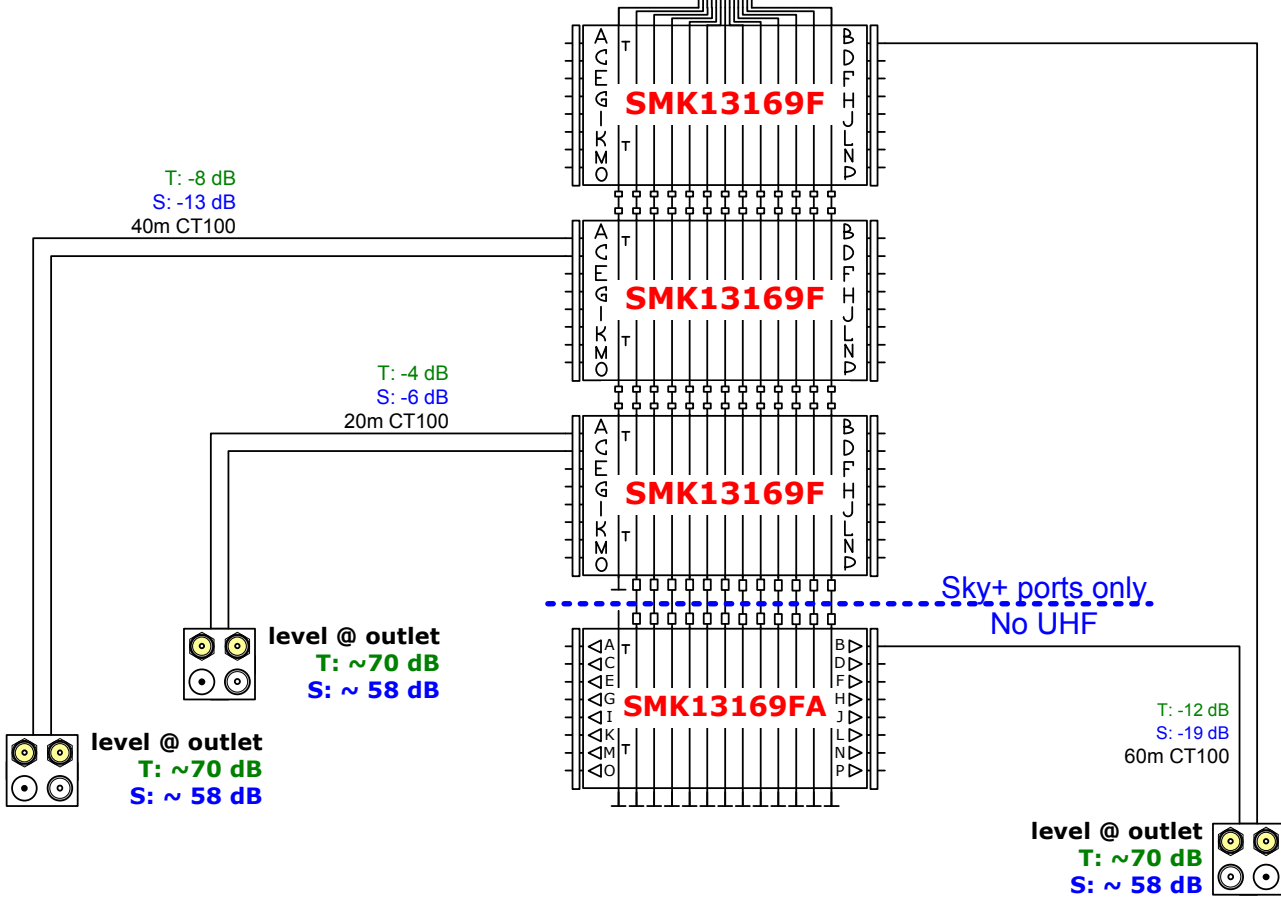 A
C
E
G
I
K
M
O
T
T
SMK13169F
B
D
F
H
J
L
N
P
T: -8 dB
S: -13 dB
40m CT100
A
C
E
G
I
K
M
O
T
T
SMK13169F
B
D
F
H
J
L
N
P
T: -4 dB
S: -6 dB
20m CT100
A
C
E
G
I
K
M
O
T
T
SMK13169F
B
D
F
H
J
L
N
P
Sky+ ports only
No UHF
level @ outlet
T: ~70 dB
S: ~ 58 dB
A
C
E
G
I
K
M
O
T
T
SMK13169FA
B
D
F
H
J
L
N
P
T: -12 dB
S: -19 dB
60m CT100
level @ outlet
T: ~70 dB
S: ~ 58 dB
level @ outlet
T: ~70 dB
S: ~ 58 dB